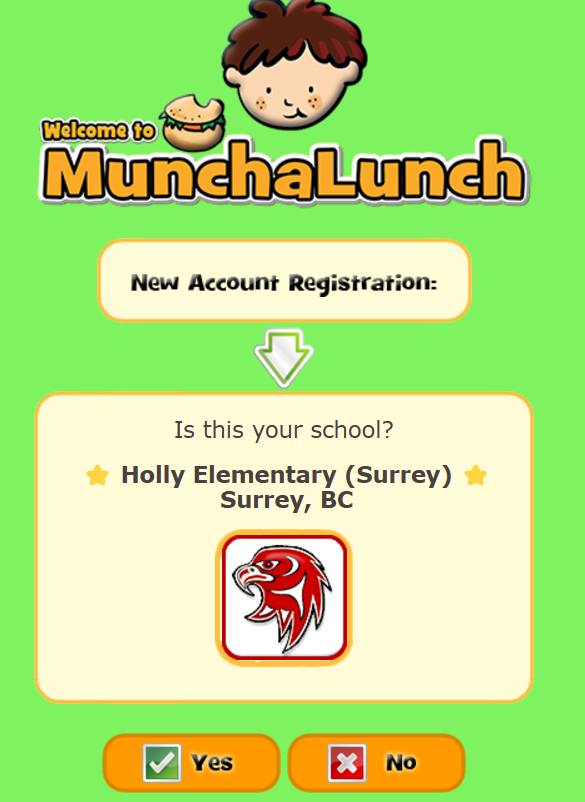 Welcome to
MunchaLunch
New Account Registration:
Is this your school?
Holly Elementary (Surrey)
Surrey, BC
Yes
No